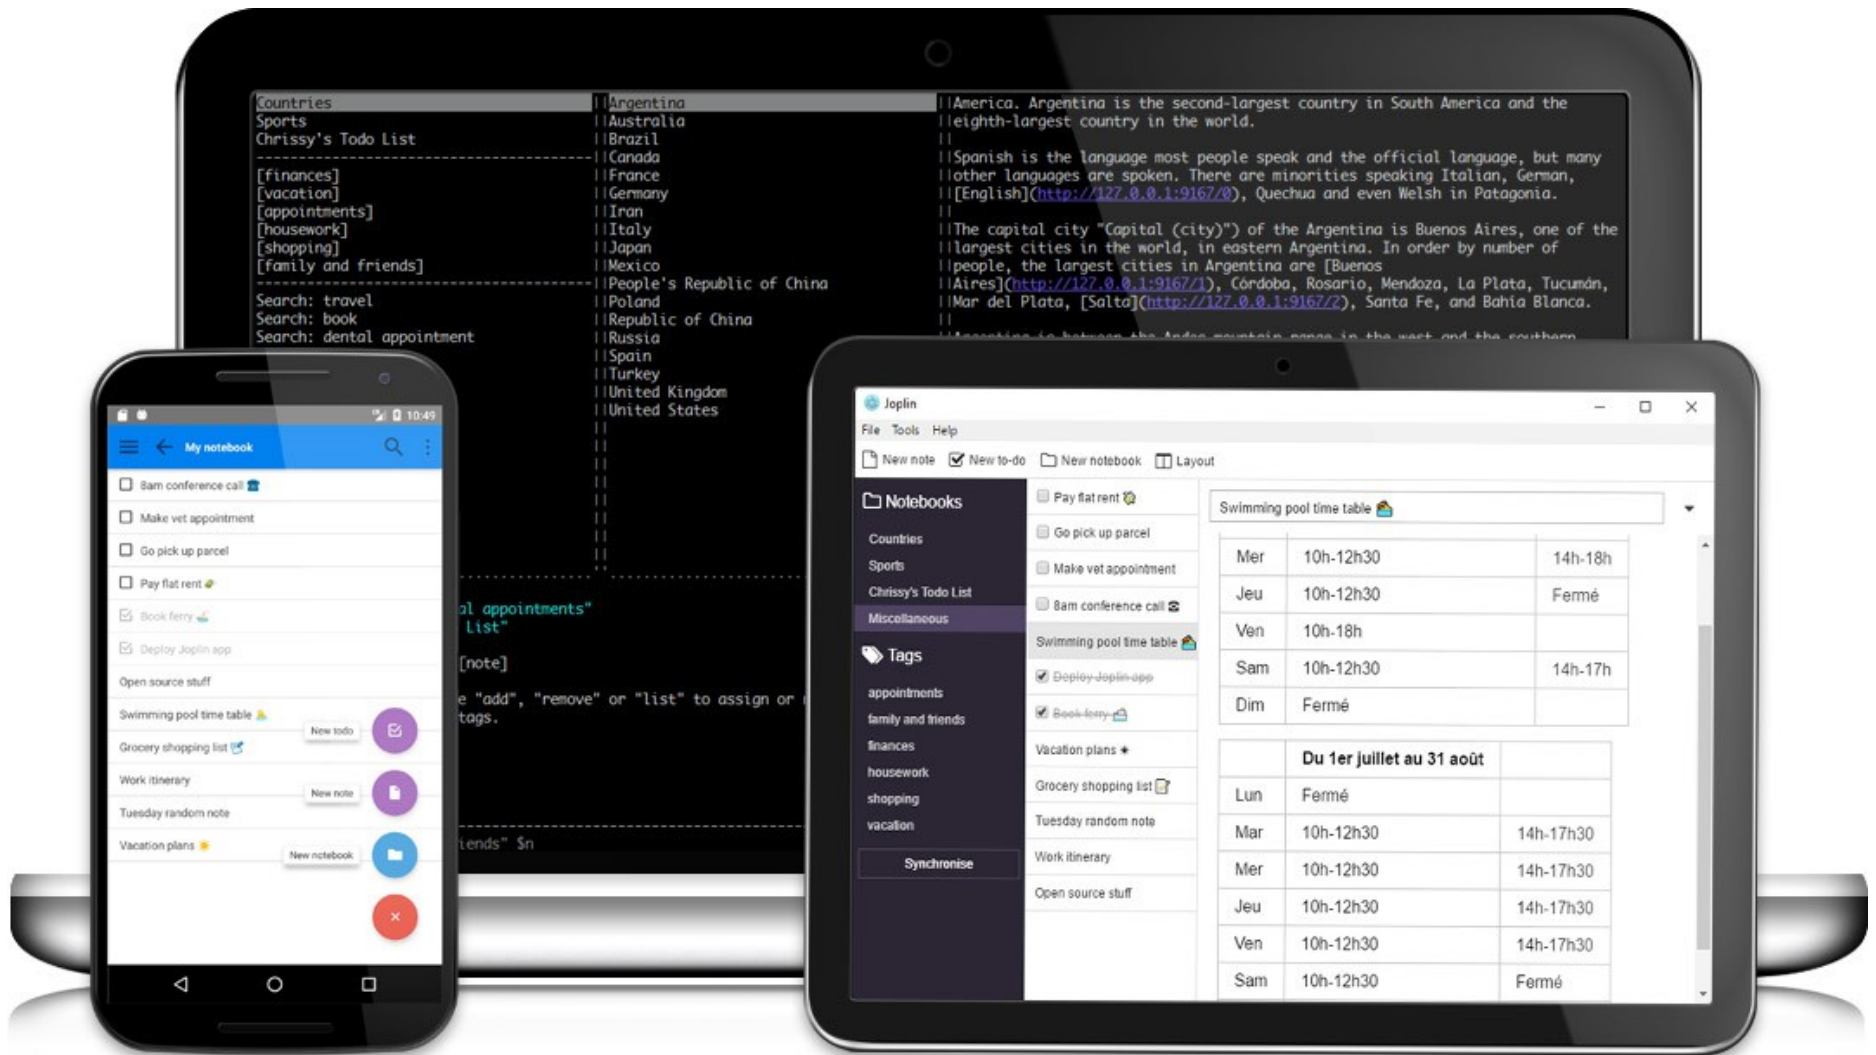 Countries
Sports
Chrissy's Todo List
[finances]
[vacation]
[appointments]
[housework]
[shopping]
[family and friends]
Search: travel
Search: book
Search: dental appointment
Argentina
Australia
Brazil
Canada
France
Germany
Iran
Italy
Japan
Mexico
People's Republic of China
Poland
Republic of China
Russia
Spain
Turkey
United Kingdom
United States
America. Argentina is the second-largest country in South America and the
eighth-largest country in the world.
Spanish is the language most people speak and the official language, but many
other languages are spoken. There are minorities speaking Italian, German,
[English](http://127.0.0.1:9167/0), Quechua and even Welsh in Patagonia.
The capital city "Capital (city)") of the Argentina is Buenos Aires, one of the
largest cities in the world, in eastern Argentina. In order by number of
people, the largest cities in Argentina are [Buenos
Aires](http://127.0.0.1:9167/1), Córdoba, Rosario, Mendoza, La Plata, Tucumán,
Mar del Plata, [Salta](http://127.0.0.1:9167/2), Santa Fe, and Bahía Blanca.
Argentina is between the Andes mountain range in the west and the southern
al appointments"
List"
[note]
e "add", "remove" or "list" to assign or
tags.
iends" $n
10:49
My notebook
8am conference call
Make vet appointment
Go pick up parcel
Pay flat rent
Book ferry
Deploy Joplin app
Open source stuff
Swimming pool time table
New todo
Grocery shopping list
Work itinerary
New note
Tuesday random note
Vacation plans
New notebook
Joplin
File Tools Help
New note New to-do New notebook Layout
Notebooks
Countries
Sports
Chrissy's Todo List
Miscellaneous
Tags
appointments
family and friends
finances
housework
shopping
vacation
Synchronise
Pay flat rent
Go pick up parcel
Make vet appointment
8am conference call
Swimming pool time table
Deploy Joplin app
Book ferry
Vacation plans
Grocery shopping list
Tuesday random note
Work itinerary
Open source stuff
Swimming pool time table
Mer 10h-12h30 14h-18h
Jeu 10h-12h30 Fermé
Ven 10h-18h
Sam 10h-12h30 14h-17h
Dim Fermé
Du 1er juillet au 31 août
Lun Fermé
Mar 10h-12h30 14h-17h30
Mer 10h-12h30 14h-17h30
Jeu 10h-12h30 14h-17h30
Ven 10h-12h30 14h-17h30
Sam 10h-12h30 Fermé